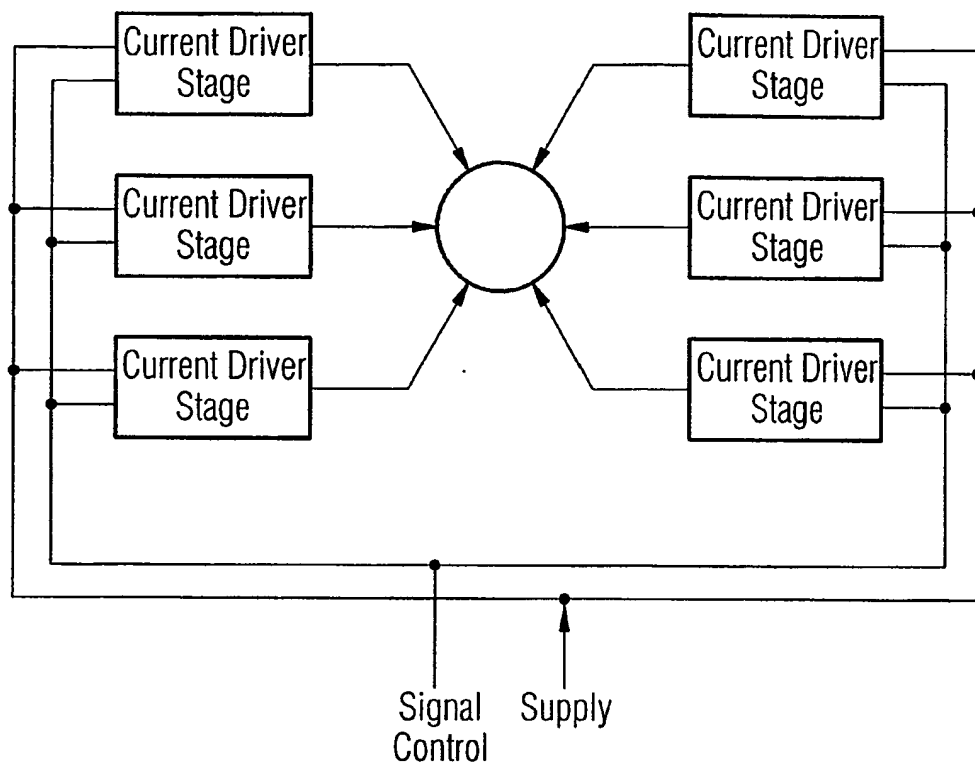 Current Driver
Stage
Current Driver
Stage
Current Driver
Stage
Current Driver
Stage
Current Driver
Stage
Current Driver
Stage
Signal
Control
Supply